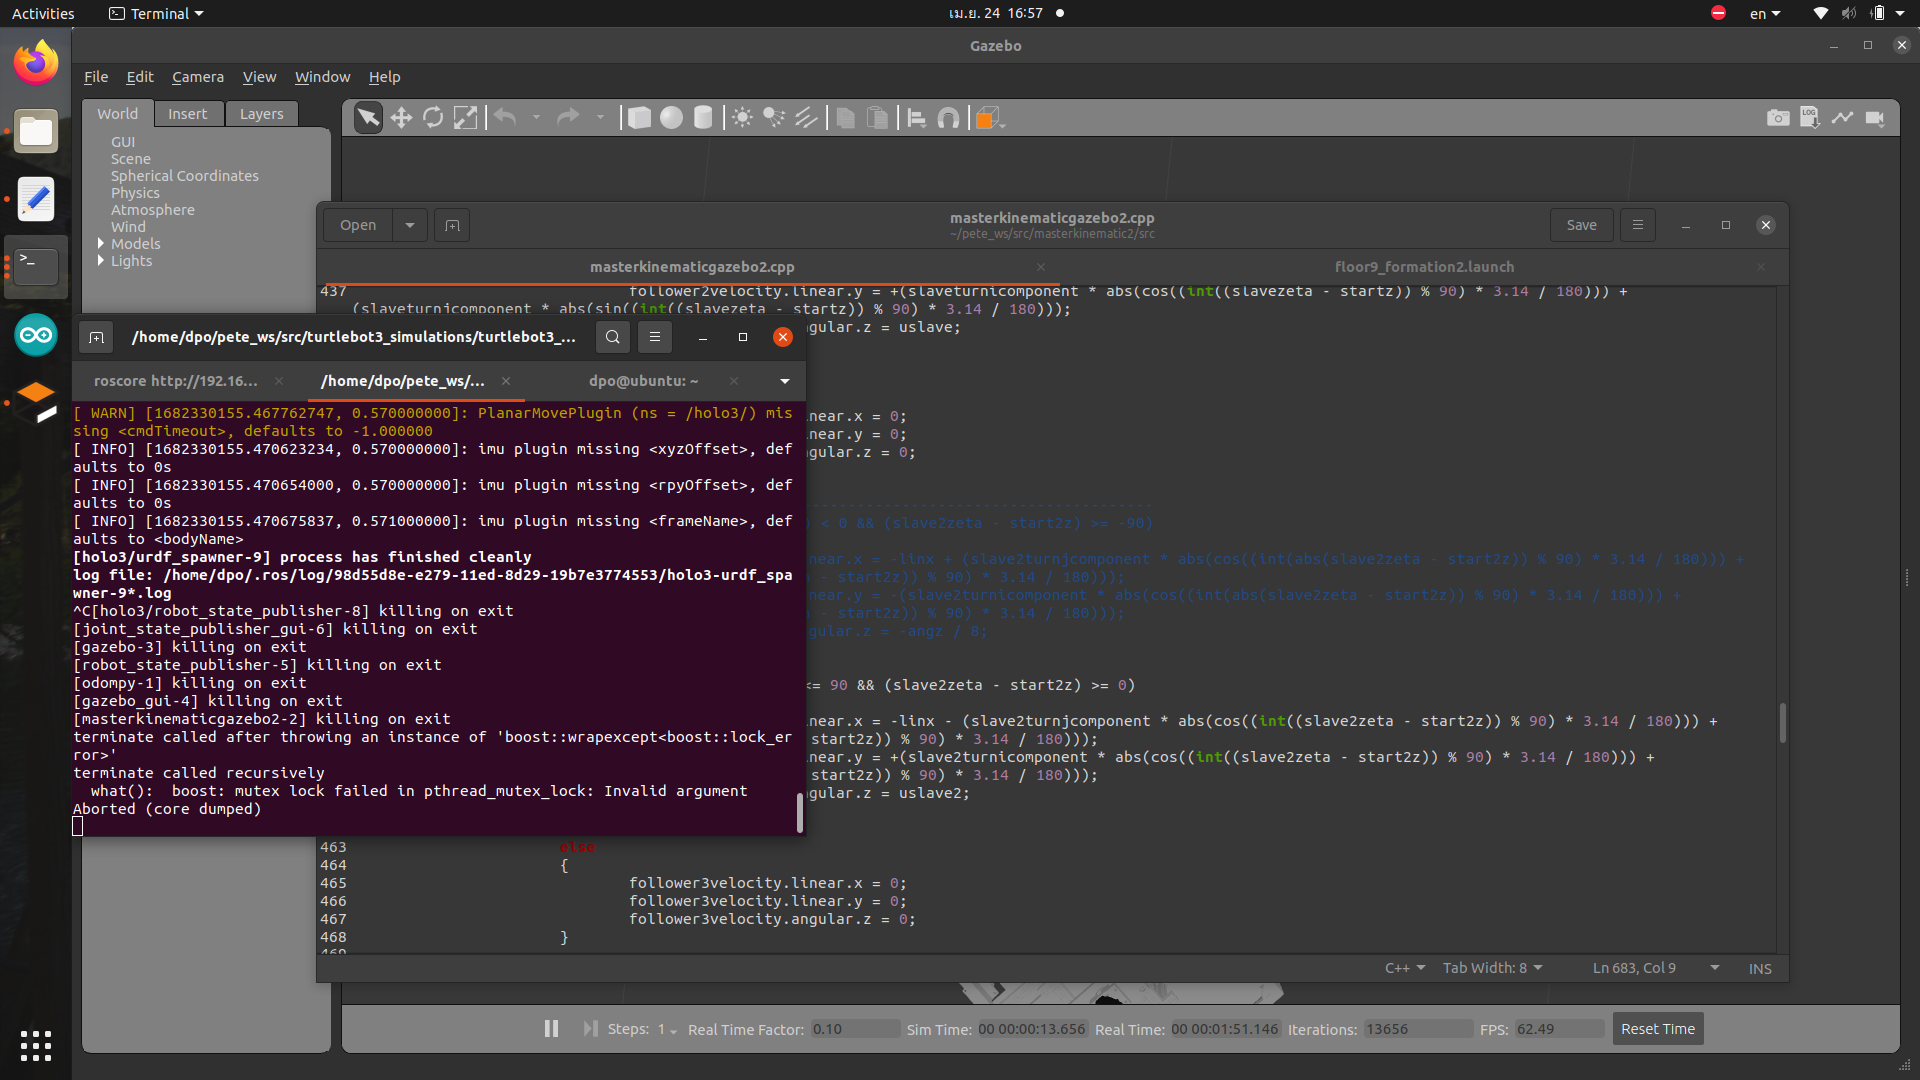 Activities
Terminal
เม.ย. 24 16:57
en
Gazebo
File Edit Camera View Window Help
World Insert Layers
GUI
Scene
Spherical Coordinates
Physics
Atmosphere
Wind
Models
Lights
Open
masterkinematicgazebo2.cpp
~/pete_ws/src/masterkinematic2/src
Save
masterkinematicgazebo2.cpp
floor9_formation2.launch
437 follower2velocity.linear.y = +(slaveturnicomponent * abs(cos((int((slavezeta - startz)) % 90) * 3.14 / 180))) +
(slaveturnjcomponent * abs(sin((int((slavezeta - startz)) % 90) * 3.14 / 180)));
ngular.z = uslave;
near.x = 0;
near.y = 0;
ngular.z = 0;
) < 0 && (slave2zeta - start2z) >= -90)
near.x = -linx + (slave2turnjcomponent * abs(cos((int(abs(slave2zeta - start2z)) % 90) * 3.14 / 180))) +
- start2z)) % 90) * 3.14 / 180)));
near.y = -(slave2turnicomponent * abs(cos((int(abs(slave2zeta - start2z)) % 90) * 3.14 / 180))) +
- start2z)) % 90) * 3.14 / 180)));
ngular.z = -angz / 8;
<= 90 && (slave2zeta - start2z) >= 0)
near.x = -linx - (slave2turnjcomponent * abs(cos((int((slave2zeta - start2z)) % 90) * 3.14 / 180))) +
start2z)) % 90) * 3.14 / 180)));
near.y = +(slave2turnicomponent * abs(cos((int((slave2zeta - start2z)) % 90) * 3.14 / 180))) +
start2z)) % 90) * 3.14 / 180)));
ngular.z = uslave2;
463 else
464 {
465 follower3velocity.linear.x = 0;
466 follower3velocity.linear.y = 0;
467 follower3velocity.angular.z = 0;
468 }
469
C++ Tab Width: 8 Ln 683, Col 9 INS
/home/dpo/pete_ws/src/turtlebot3_simulations/turtlebot3_...
roscore http://192.16...
/home/dpo/pete_ws/...
dpo@ubuntu: ~
[ WARN] [1682330155.467762747, 0.570000000]: PlanarMovePlugin (ns = /holo3/) mis
sing <cmdTimeout>, defaults to -1.000000
[ INFO] [1682330155.470623234, 0.570000000]: imu plugin missing <xyzOffset>, def
aults to 0s
[ INFO] [1682330155.470654000, 0.570000000]: imu plugin missing <rpyOffset>, def
aults to 0s
[ INFO] [1682330155.470675837, 0.571000000]: imu plugin missing <frameName>, def
aults to <bodyName>
[holo3/urdf_spawner-9] process has finished cleanly
log file: /home/dpo/.ros/log/98d55d8e-e279-11ed-8d29-19b7e3774553/holo3-urdf_spa
wner-9*.log
^C[holo3/robot_state_publisher-8] killing on exit
[joint_state_publisher_gui-6] killing on exit
[gazebo-3] killing on exit
[robot_state_publisher-5] killing on exit
[odompy-1] killing on exit
[gazebo_gui-4] killing on exit
[masterkinematicgazebo2-2] killing on exit
terminate called after throwing an instance of 'boost::wrapexcept<boost::lock_er
ror>'
terminate called recursively
what():  boost: mutex lock failed in pthread_mutex_lock: Invalid argument
Aborted (core dumped)
Steps: 1 Real Time Factor: 0.10 Sim Time: 00 00:00:13.656 Real Time: 00 00:01:51.146 Iterations: 13656 FPS: 62.49 Reset Time